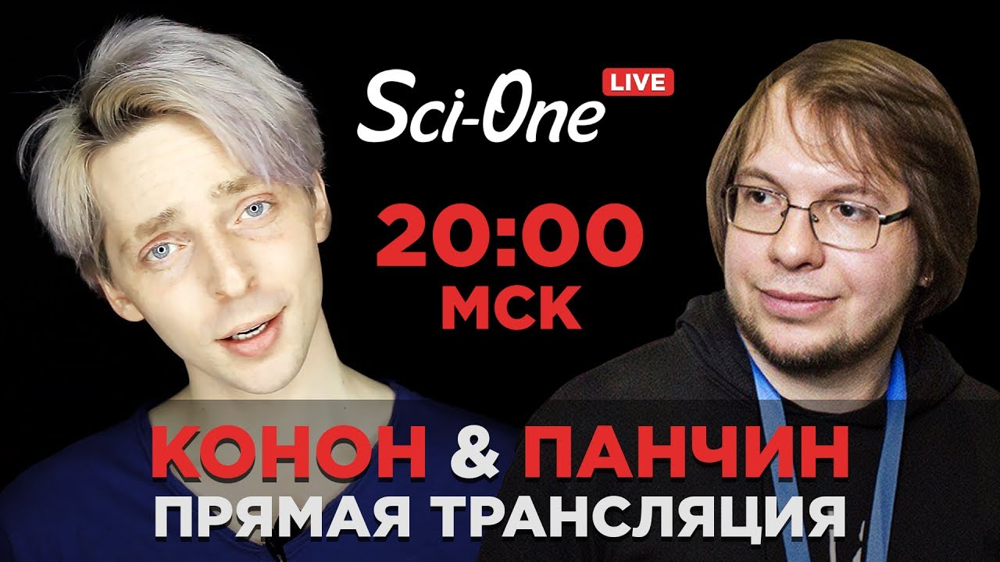 Sci-One LIVE
20:00
МСК
КОНОН & ПАНЧИН
ПРЯМАЯ ТРАНСЛЯЦИЯ